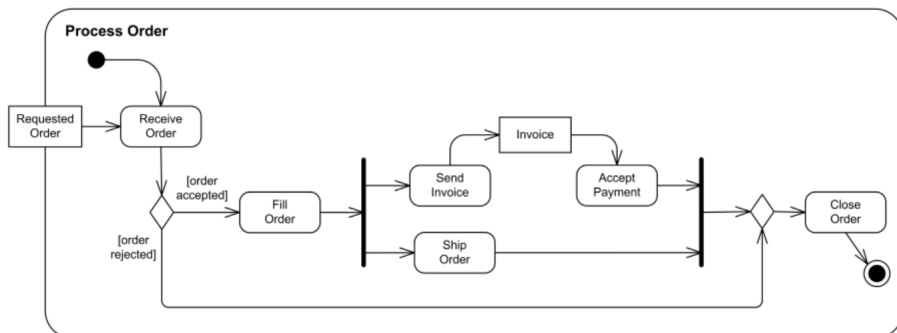 Process Order
Requested
Order
Receive
Order
Invoice
Send
Invoice
Accept
Payment
[order
accepted]
Fill
Order
Close
Order
[order
rejected]
Ship
Order